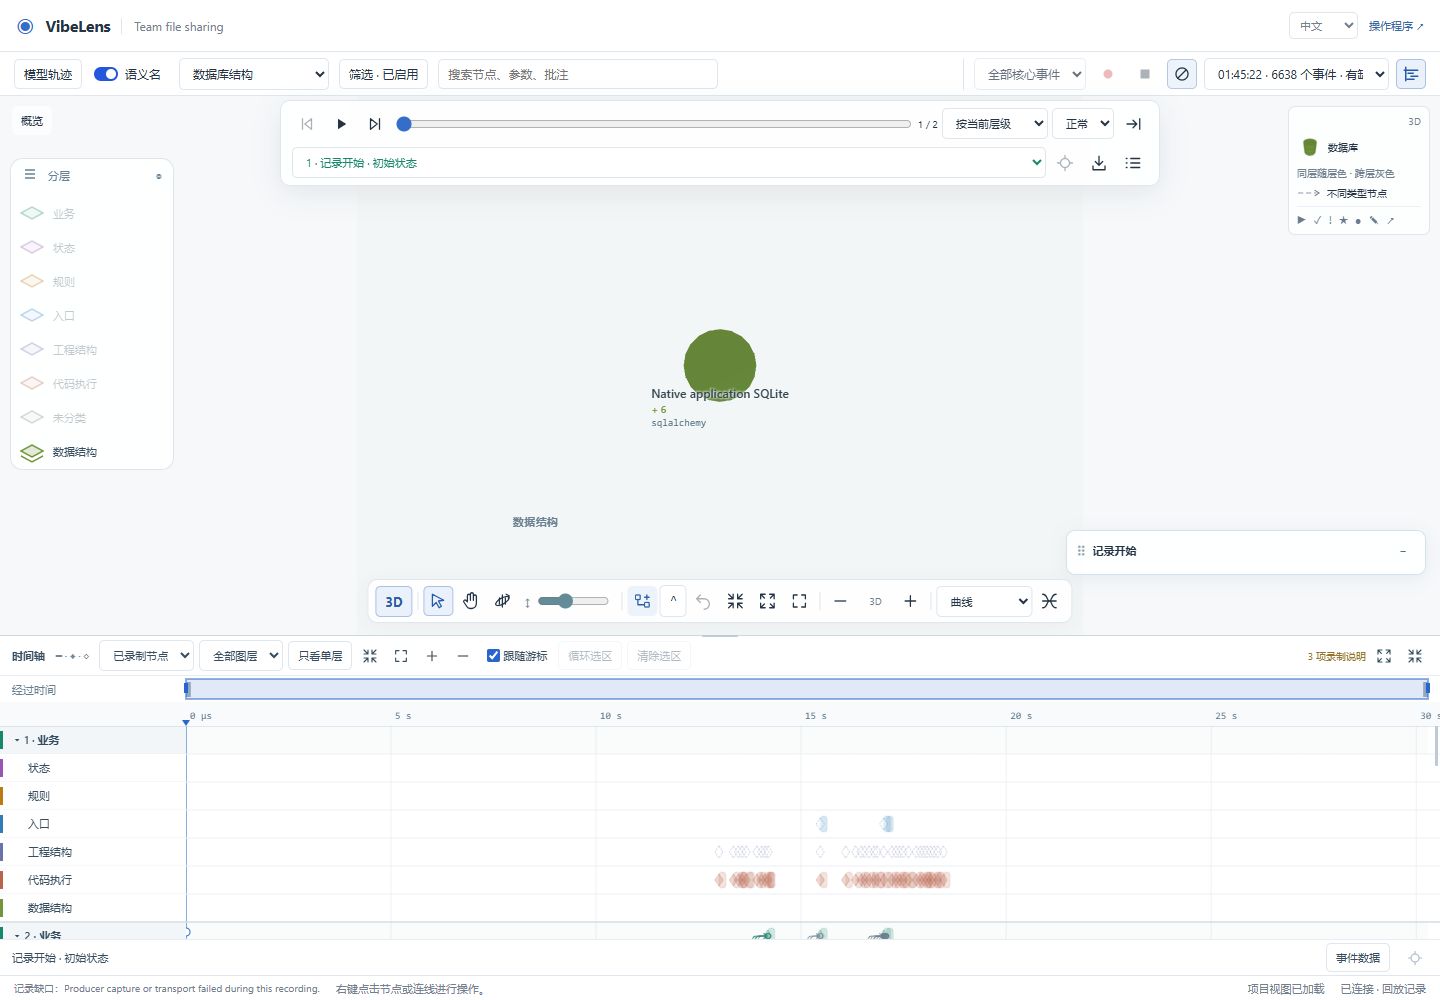 VibeLens Team file sharing 中文 操作程序 ↗
模型轨迹 语义名 数据库结构 筛选 · 已启用 搜索节点、参数、批注 全部核心事件 01:45:22 · 6638 个事件 · 有缺
概览
1 / 2 按当前层级 正常
1 · 记录开始 · 初始状态
3D
数据库
同层随层色 · 跨层灰色
不同类型节点
分层
业务
状态
规则
入口
工程结构
代码执行
未分类
数据结构
Native application SQLite
+ 6
sqlalchemy
数据结构
记录开始
3D 3D 曲线
时间轴 已录制节点 全部图层 只看单层 跟随游标 循环选区 清除选区 3 项录制说明
经过时间
0 µs 5 s 10 s 15 s 20 s 25 s 30 s
1 · 业务
状态
规则
入口
工程结构
代码执行
数据结构
2 · 业务
记录开始 · 初始状态 事件数据
记录缺口: Producer capture or transport failed during this recording. 右键点击节点或连线进行操作。 项目视图已加载 已连接 · 回放记录